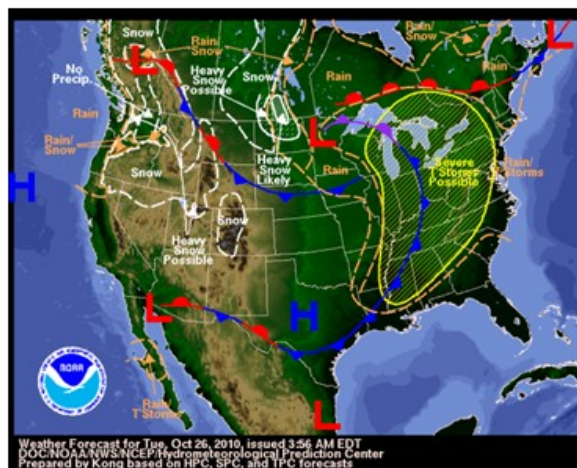 Snow
Rain/
Snow
Rain/
Snow
L
L
No
Precip.
Heavy
Snow
Possible
Snow
Rain
Rain
Rain
Rain/
Snow
L
Heavy
Snow
Likely
Rain
Severe
T'Storms
Possible
Rain/
T'Storms
Snow
H
Snow
Heavy
Snow
Possible
L
H
NOAA
Rain/
T'Storms
L
Weather Forecast for Tue, Oct 26, 2010, issued 3:56 AM EDT
DOC/NOAA/NWS/NCEP/Hydrometeorological Prediction Center
Prepared by Kong based on HPC, SPC, and TPC forecasts